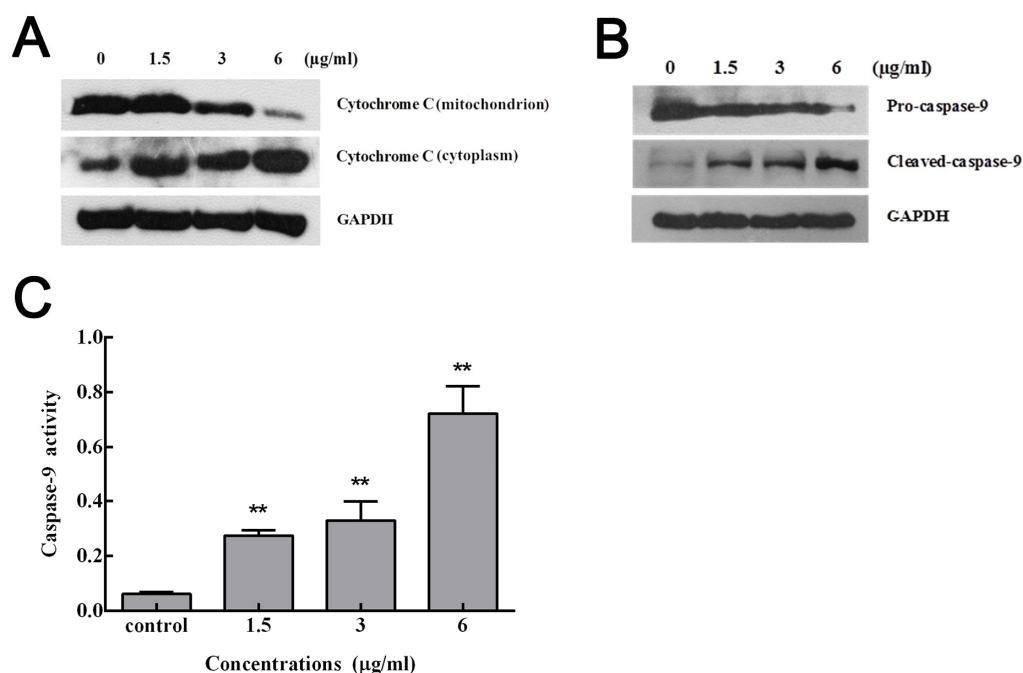 A
0 1.5 3 6 (μg/ml)
Cytochrome C (mitochondrion)
Cytochrome C (cytoplasm)
GAPDII
B
0 1.5 3 6 (μg/ml)
Pro-caspase-9
Cleaved-caspase-9
GAPDH
C
1.0
0.8
0.6
0.4
0.2
0.0
Caspase-9 activity
**
**
**
control 1.5 3 6
Concentrations (μg/ml)